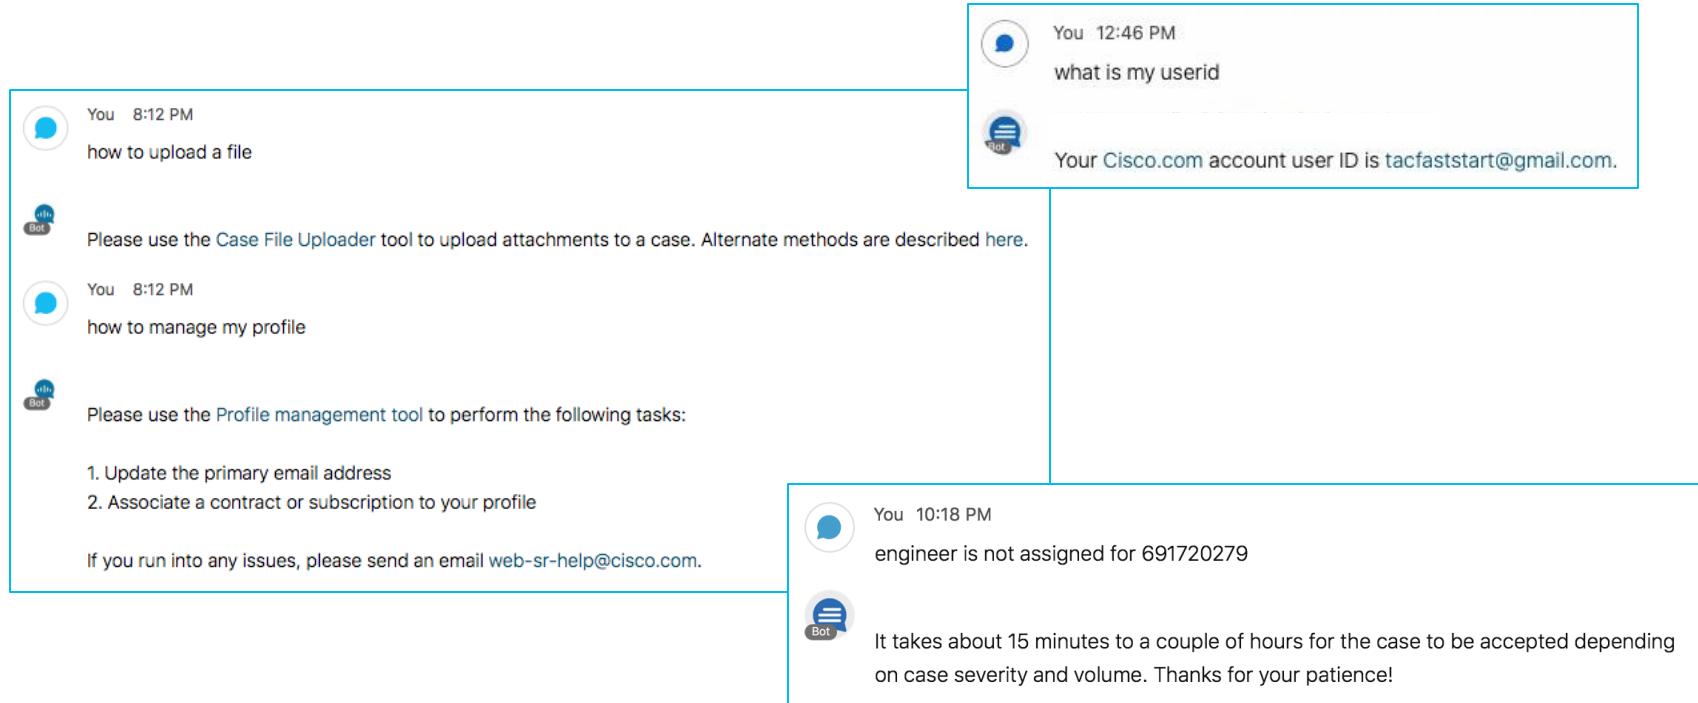 You 12:46 PM
what is my userid
Bot
Your Cisco.com account user ID is tacfaststart@gmail.com.
You 8:12 PM
how to upload a file
Bot
Please use the Case File Uploader tool to upload attachments to a case. Alternate methods are described here.
You 8:12 PM
how to manage my profile
Bot
Please use the Profile management tool to perform the following tasks:
1. Update the primary email address
2. Associate a contract or subscription to your profile
If you run into any issues, please send an email web-sr-help@cisco.com.
You 10:18 PM
engineer is not assigned for 691720279
Bot
It takes about 15 minutes to a couple of hours for the case to be accepted depending
on case severity and volume. Thanks for your patience!